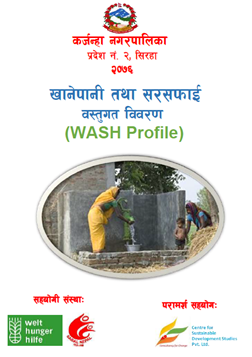 कर्जन्हा नगरपालिका
प्रदेश नं. २, सिरहा
२०७६
खानेपानी तथा सरसफाई
वस्तुगत विवरण
(WASH Profile)
सहयोगी संस्था:
परामर्श सहयोग:
welt
hunger
hilfe
Centre for
Sustainable
Development Studies
Pvt. Ltd.